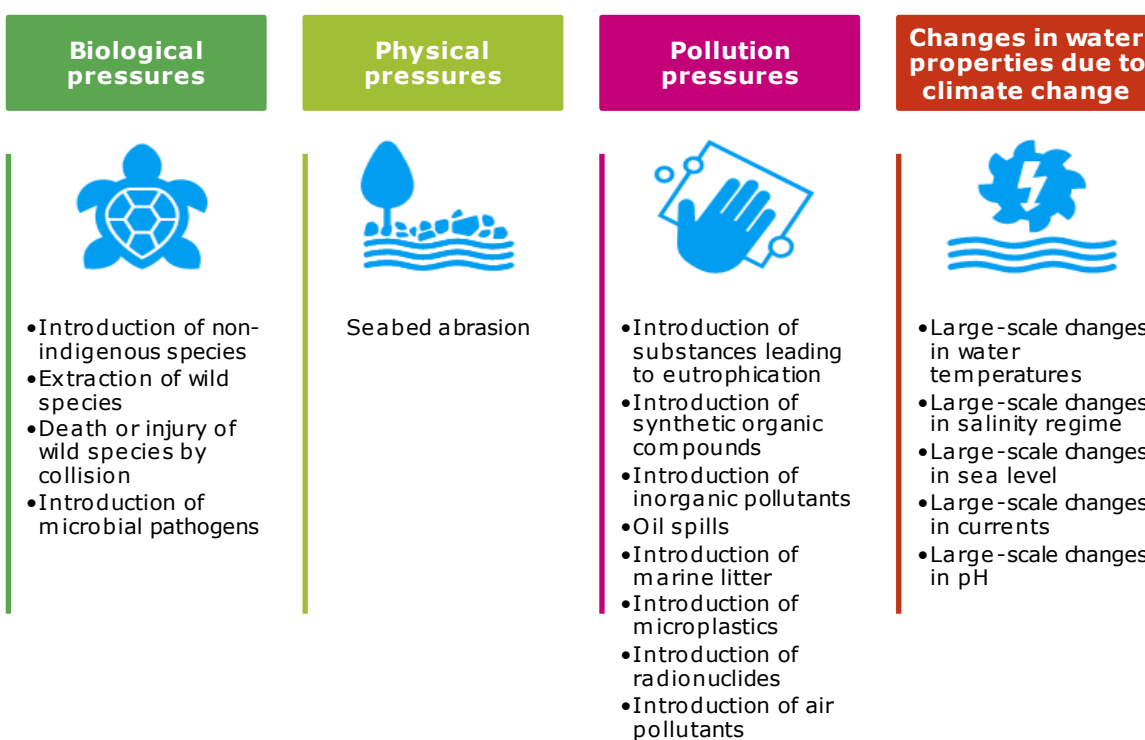 Biological
pressures
Physical
pressures
Pollution
pressures
Changes in water
properties due to
climate change
•Introduction of non-
indigenous species
•Extraction of wild
species
•Death or injury of
wild species by
collision
•Introduction of
microbial pathogens
Seabed abrasion
•Introduction of
substances leading
to eutrophication
•Introduction of
synthetic organic
compounds
•Introduction of
inorganic pollutants
•Oil spills
•Introduction of
marine litter
•Introduction of
microplastics
•Introduction of
radionuclides
•Introduction of air
pollutants
•Large-scale changes
in water
temperatures
•Large-scale changes
in salinity regime
•Large-scale changes
in sea level
•Large-scale changes
in currents
•Large-scale changes
in pH